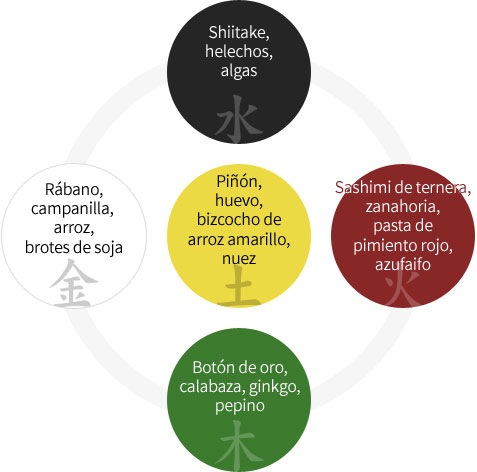 Shiitake,
helechos,
algas
水
Rábano,
campanilla,
arroz,
brotes de soja
金
Piñón,
huevo,
bizcocho de
arroz amarillo,
nuez
土
Sashimi de ternera,
zanahoria,
pasta de
pimiento rojo,
azufaifo
火
Botón de oro,
calabaza, ginkgo,
pepino
木